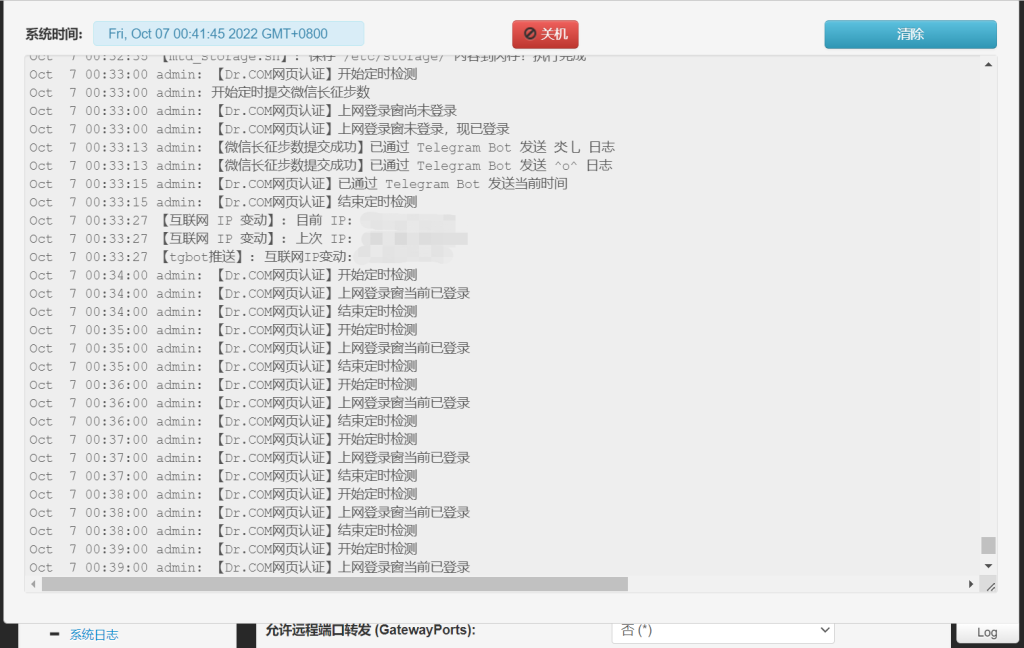 系统时间: Fri, Oct 07 00:41:45 2022 GMT+0800 关机 清除
Oct 7 00:32:35 【mtd_storage.sh】: 保存 /etc/storage/ 内容到闪存! 执行完成
Oct 7 00:33:00 admin: 【Dr.COM网页认证】开始定时检测
Oct 7 00:33:00 admin: 开始定时提交微信长征步数
Oct 7 00:33:00 admin: 【Dr.COM网页认证】上网登录窗尚未登录
Oct 7 00:33:00 admin: 【Dr.COM网页认证】上网登录窗未登录，现已登录
Oct 7 00:33:13 admin: 【微信长征步数提交成功】已通过 Telegram Bot 发送 类乚 日志
Oct 7 00:33:13 admin: 【微信长征步数提交成功】已通过 Telegram Bot 发送 ^o^ 日志
Oct 7 00:33:15 admin: 【Dr.COM网页认证】已通过 Telegram Bot 发送当前时间
Oct 7 00:33:15 admin: 【Dr.COM网页认证】结束定时检测
Oct 7 00:33:27 【互联网 IP 变动】: 目前 IP:
Oct 7 00:33:27 【互联网 IP 变动】: 上次 IP:
Oct 7 00:33:27 【tgbot推送】: 互联网IP变动:
Oct 7 00:34:00 admin: 【Dr.COM网页认证】开始定时检测
Oct 7 00:34:00 admin: 【Dr.COM网页认证】上网登录窗当前已登录
Oct 7 00:34:00 admin: 【Dr.COM网页认证】结束定时检测
Oct 7 00:35:00 admin: 【Dr.COM网页认证】开始定时检测
Oct 7 00:35:00 admin: 【Dr.COM网页认证】上网登录窗当前已登录
Oct 7 00:35:00 admin: 【Dr.COM网页认证】结束定时检测
Oct 7 00:36:00 admin: 【Dr.COM网页认证】开始定时检测
Oct 7 00:36:00 admin: 【Dr.COM网页认证】上网登录窗当前已登录
Oct 7 00:36:00 admin: 【Dr.COM网页认证】结束定时检测
Oct 7 00:37:00 admin: 【Dr.COM网页认证】开始定时检测
Oct 7 00:37:00 admin: 【Dr.COM网页认证】上网登录窗当前已登录
Oct 7 00:37:00 admin: 【Dr.COM网页认证】结束定时检测
Oct 7 00:38:00 admin: 【Dr.COM网页认证】开始定时检测
Oct 7 00:38:00 admin: 【Dr.COM网页认证】上网登录窗当前已登录
Oct 7 00:38:00 admin: 【Dr.COM网页认证】结束定时检测
Oct 7 00:39:00 admin: 【Dr.COM网页认证】开始定时检测
Oct 7 00:39:00 admin: 【Dr.COM网页认证】上网登录窗当前已登录
系统日志 允许远程端口转发 (GatewayPorts): 否 (*) Log